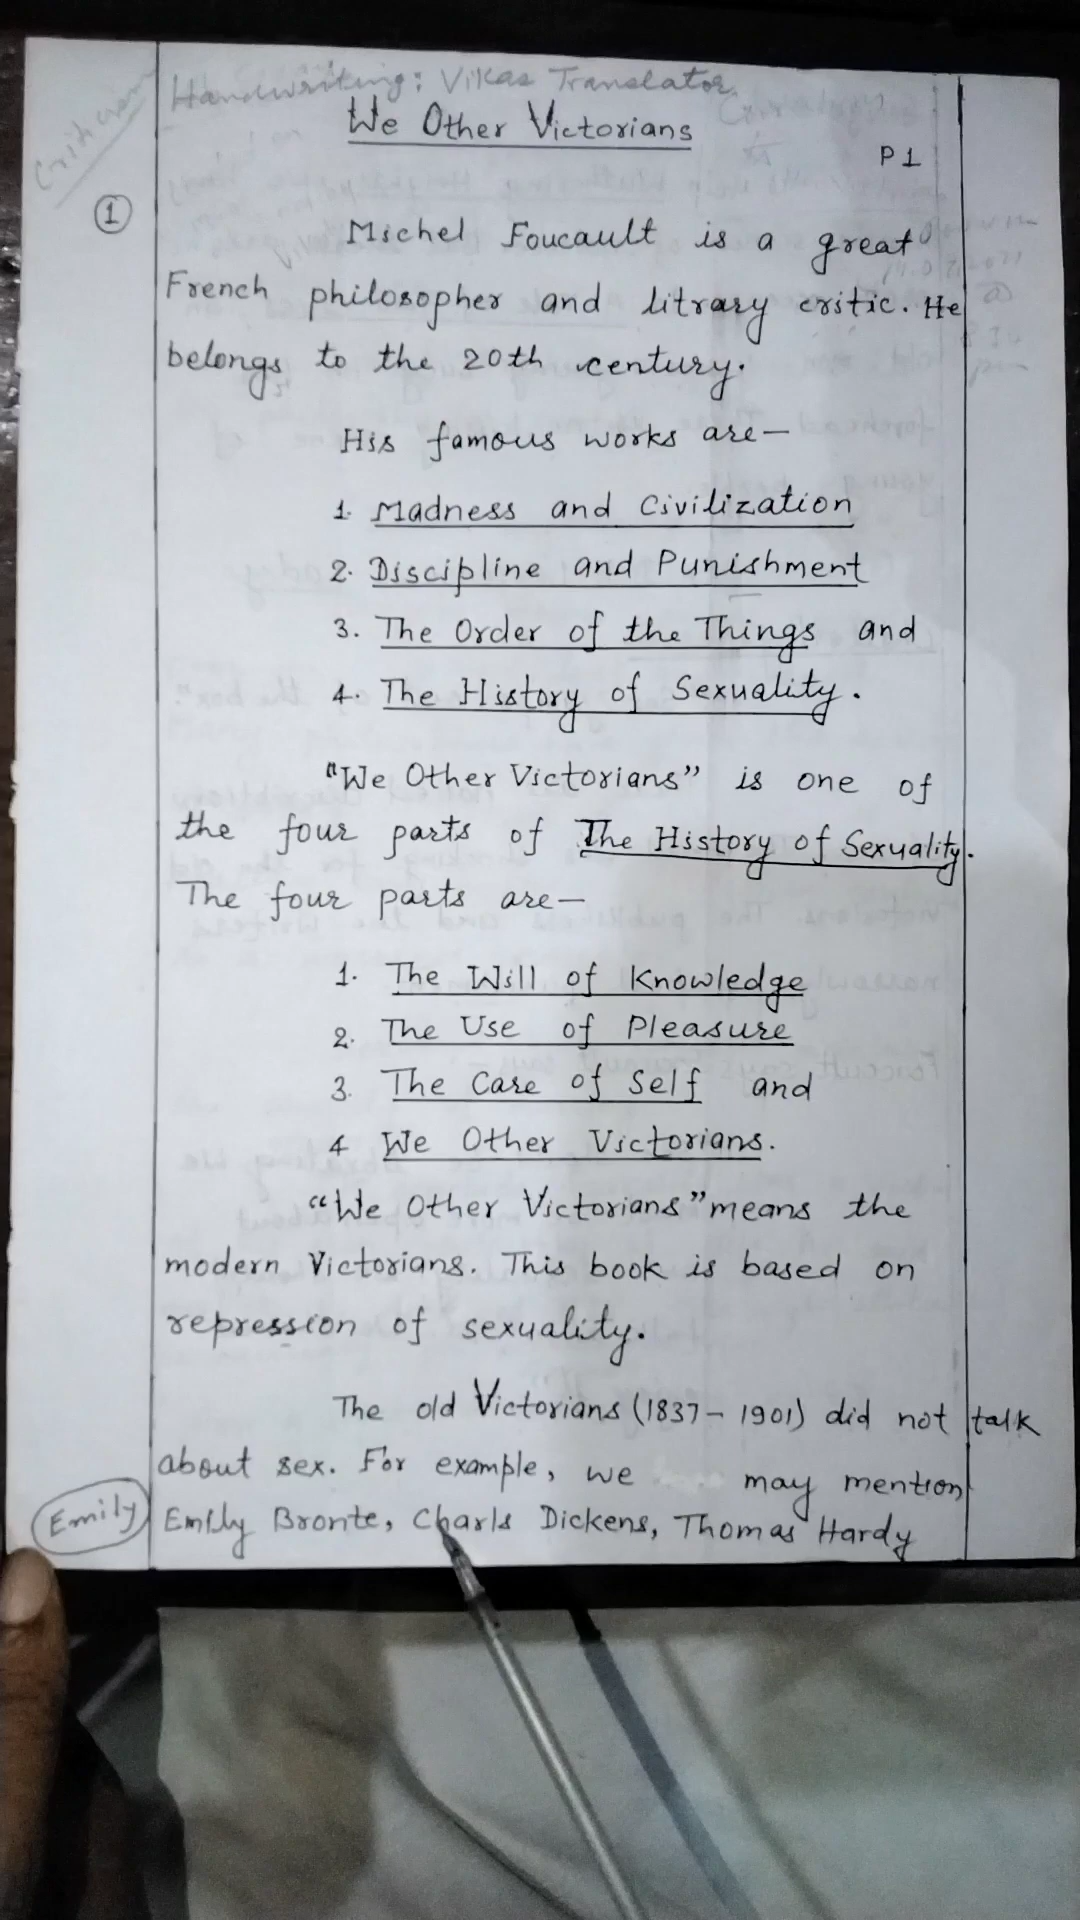 Handwriting: Vikas Translator
We Other Victorians
P 1
Criticism
①
Michel Foucault is a great
French philosopher and litrary critic. He
belongs to the 20th century.
His famous works are—
1. Madness and Civilization
2. Discipline and Punishment
3. The Order of the Things and
4. The History of Sexuality.
"We Other Victorians" is one of
the four parts of The History of Sexuality.
The four parts are—
1. The Will of Knowledge
2. The Use of Pleasure
3. The Care of Self and
4 We Other Victorians.
"We Other Victorians" means the
modern Victorians. This book is based on
repression of sexuality.
The old Victorians (1837- 1901) did not talk
about sex. For example, we may mention
Emily
Emily Bronte, Charls Dickens, Thomas Hardy